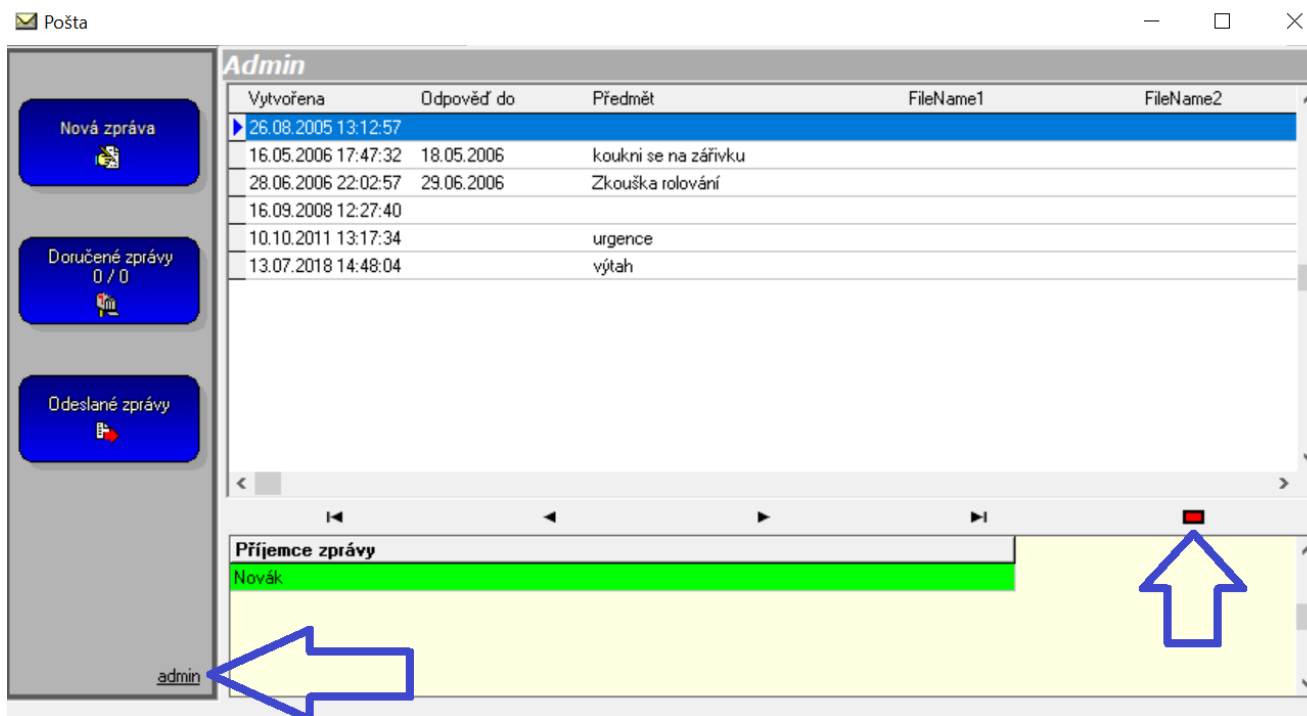 Pošta
Admin
Nová zpráva
Doručené zprávy
0 / 0
Odeslané zprávy
admin
Vytvořena Odpověď do Předmět FileName1 FileName2
26.08.2005 13:12:57
16.05.2006 17:47:32 18.05.2006 koukni se na zářivku
28.06.2006 22:02:57 29.06.2006 Zkouška rolování
16.09.2008 12:27:40
10.10.2011 13:17:34 urgence
13.07.2018 14:48:04 výtah
Příjemce zprávy
Novák